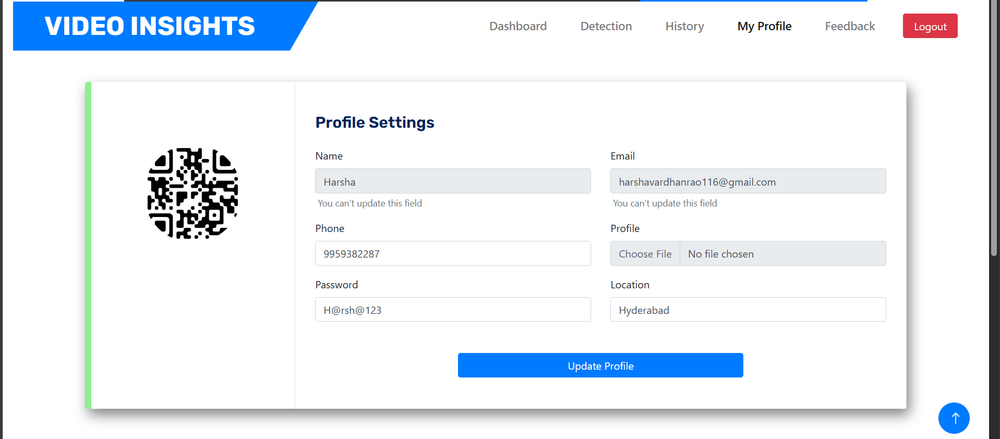 VIDEO INSIGHTS
Dashboard Detection History My Profile Feedback Logout
Profile Settings
Name Email
Harsha harshavardhanrao116@gmail.com
You can't update this field You can't update this field
Phone Profile
9959382287 Choose File No file chosen
Password Location
H@rsh@123 Hyderabad
Update Profile